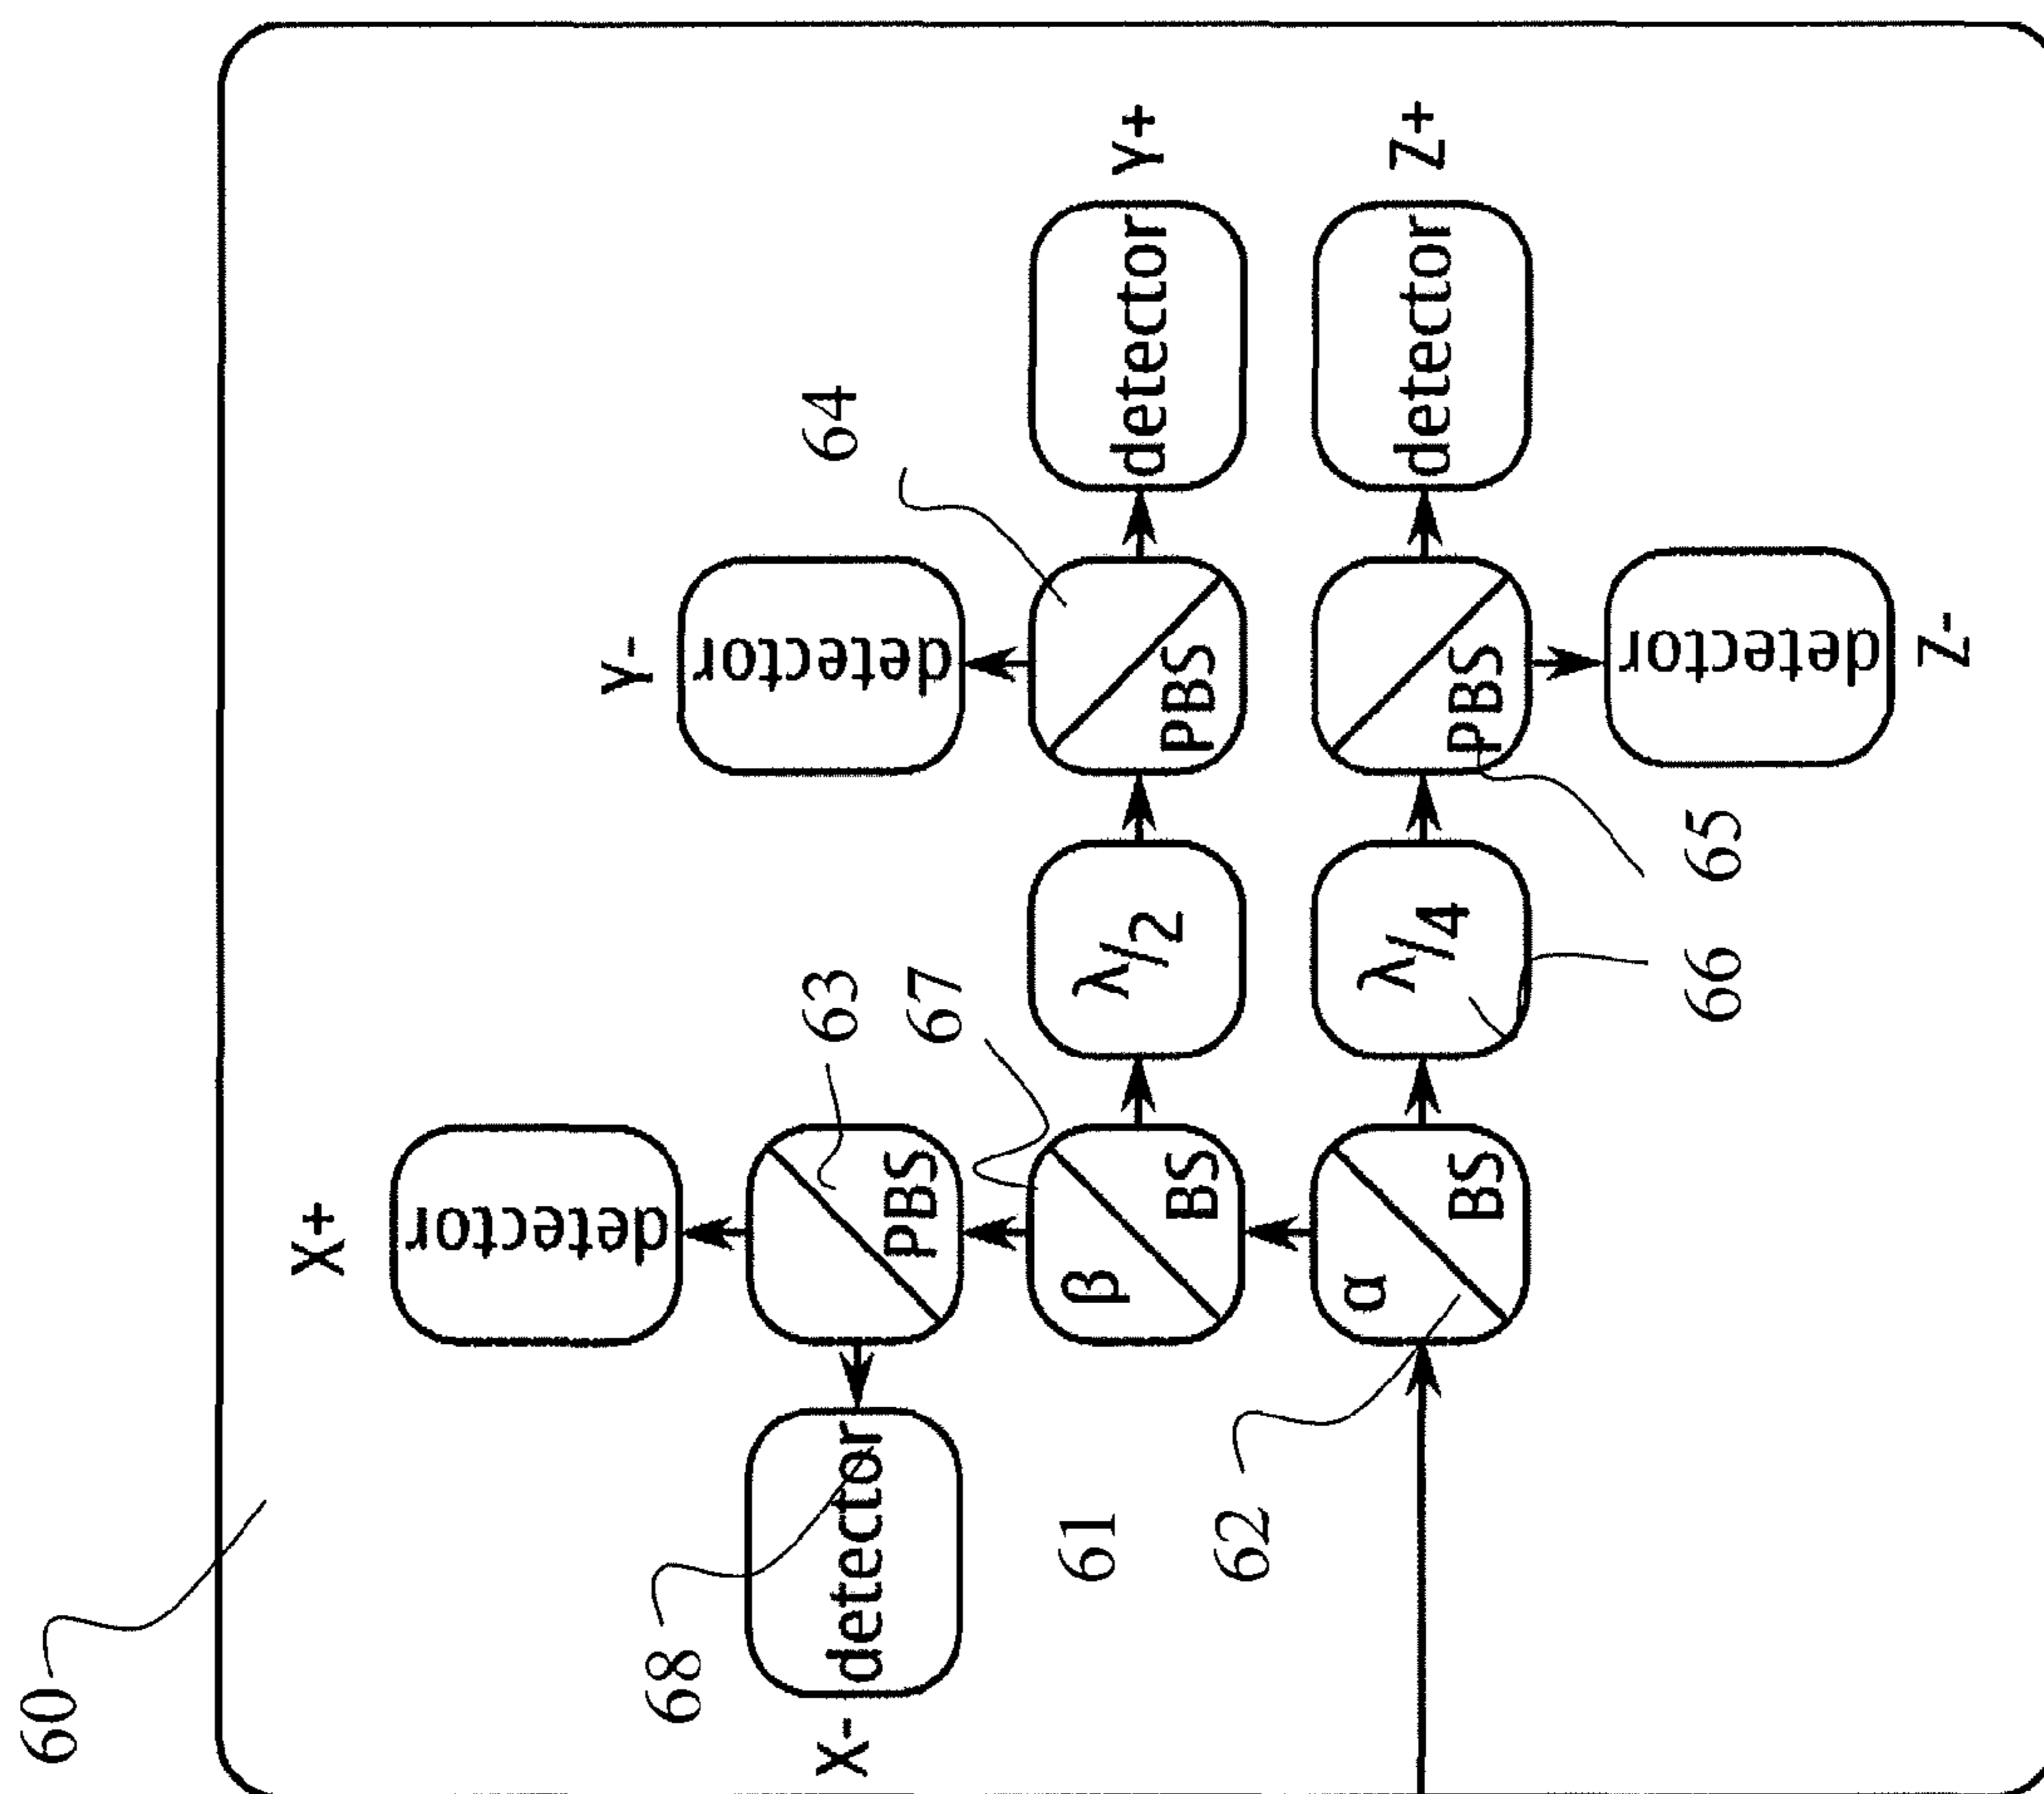 60
X+
detector
Y-
68
63
64
detector
X-
detector
PBS
67
61
β
BS
λ/2
PBS
detector
Y+
62
α
BS
λ/4
PBS
detector
Z+
66
65
detector
Z-